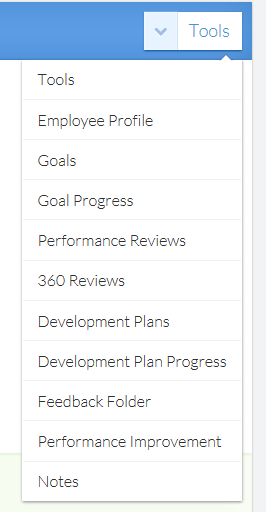 Tools
Tools
Employee Profile
Goals
Goal Progress
Performance Reviews
360 Reviews
Development Plans
Development Plan Progress
Feedback Folder
Performance Improvement
Notes